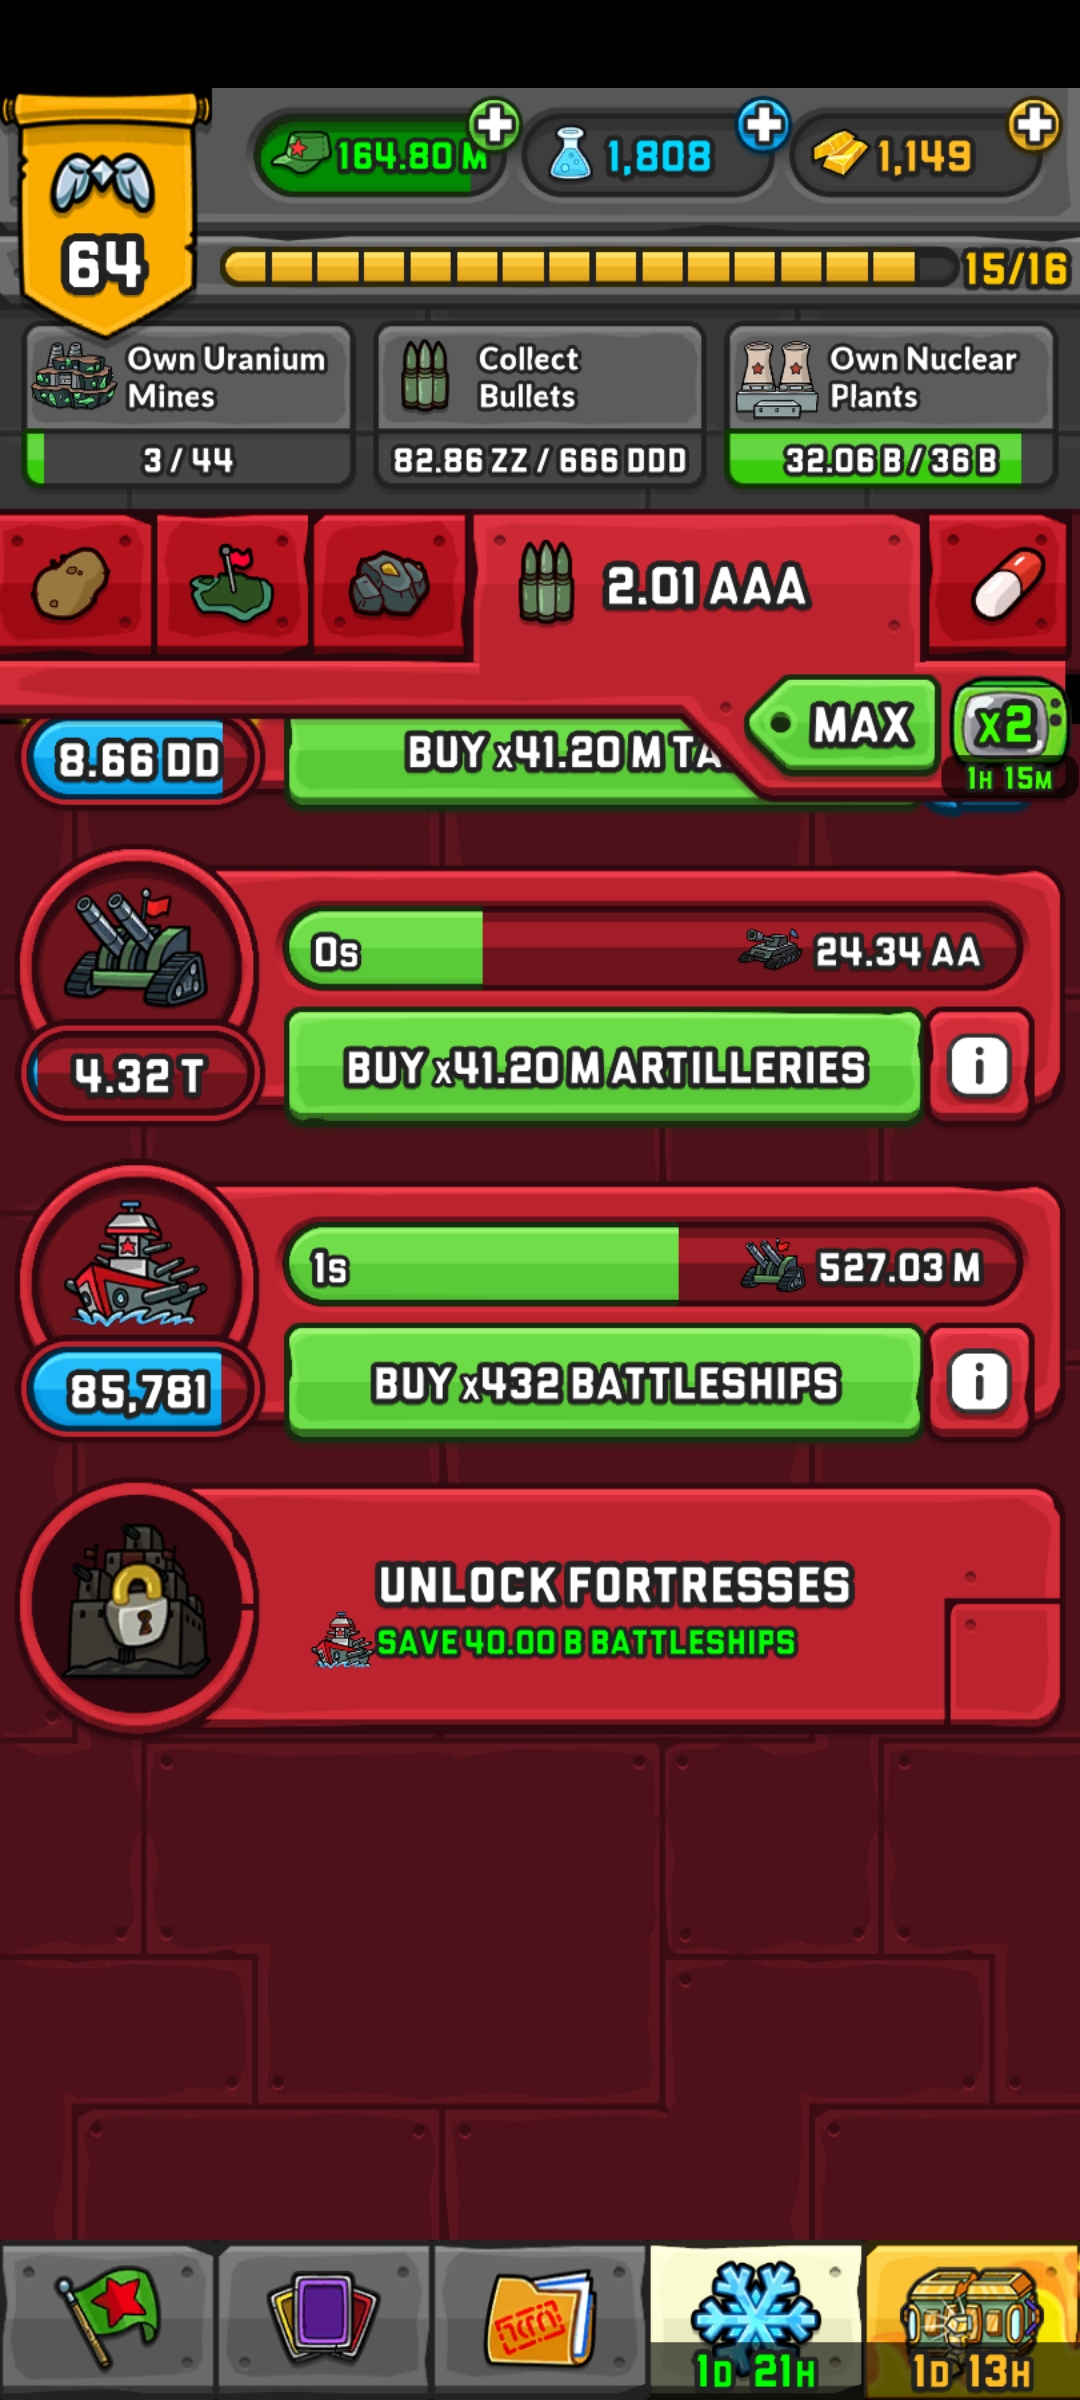 164.80 M
1,808
1,149
64
15/16
Own Uranium
Mines
3 / 44
Collect
Bullets
82.86 ZZ / 666 DDD
Own Nuclear
Plants
32.06 B / 36 B
2.01 AAA
MAX
X2
1H 15M
8.66 DD
BUY x41.20 M TA
0s
24.34 AA
4.32 T
BUY x41.20 M ARTILLERIES
i
1s
527.03 M
85,781
BUY x432 BATTLESHIPS
i
UNLOCK FORTRESSES
SAVE 40.00 B BATTLESHIPS
1D 21H
1D 13H